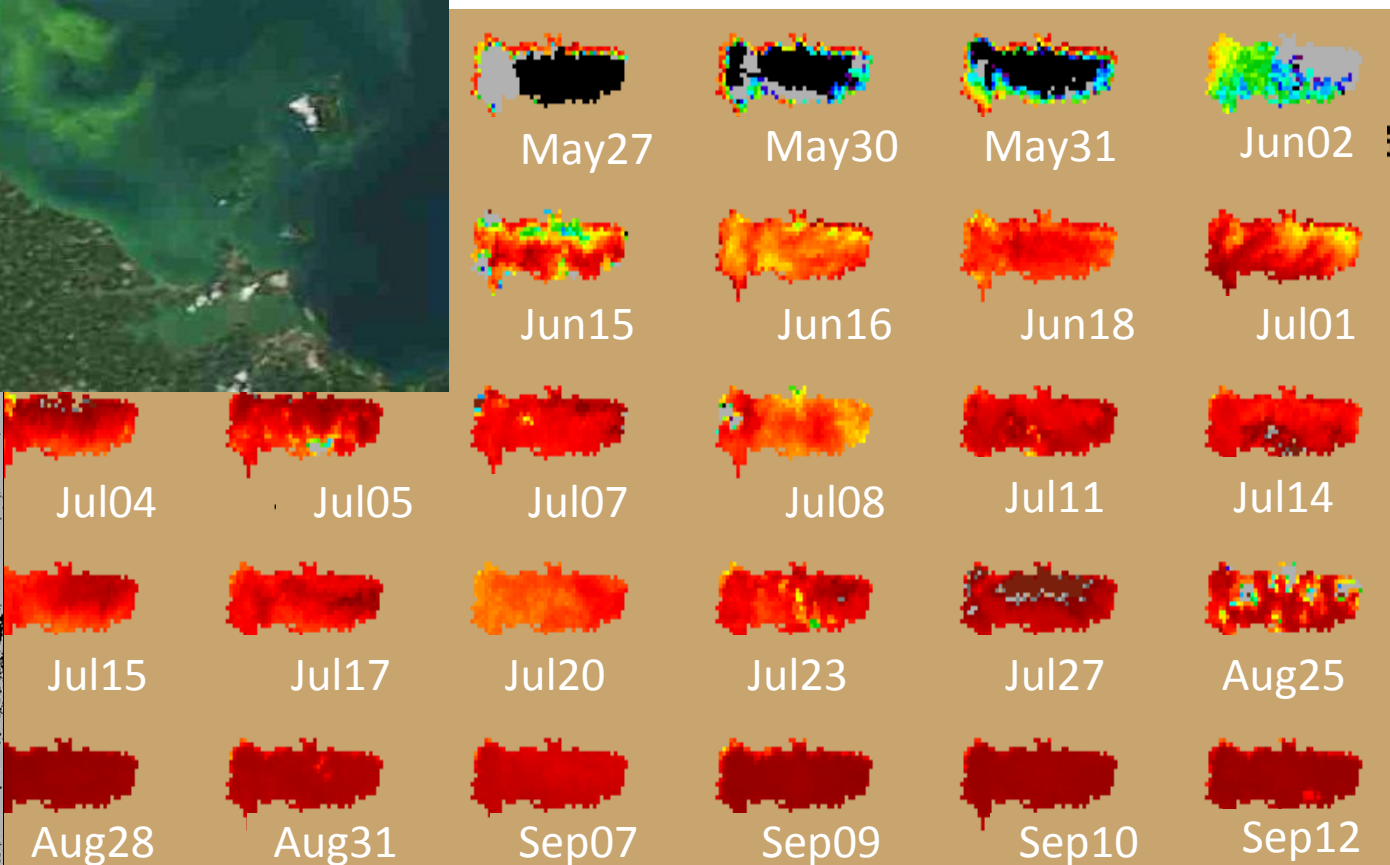 May27 May30 May31 Jun02
Jun15 Jun16 Jun18 Jul01
Jul04 Jul05 Jul07 Jul08 Jul11 Jul14
Jul15 Jul17 Jul20 Jul23 Jul27 Aug25
Aug28 Aug31 Sep07 Sep09 Sep10 Sep12